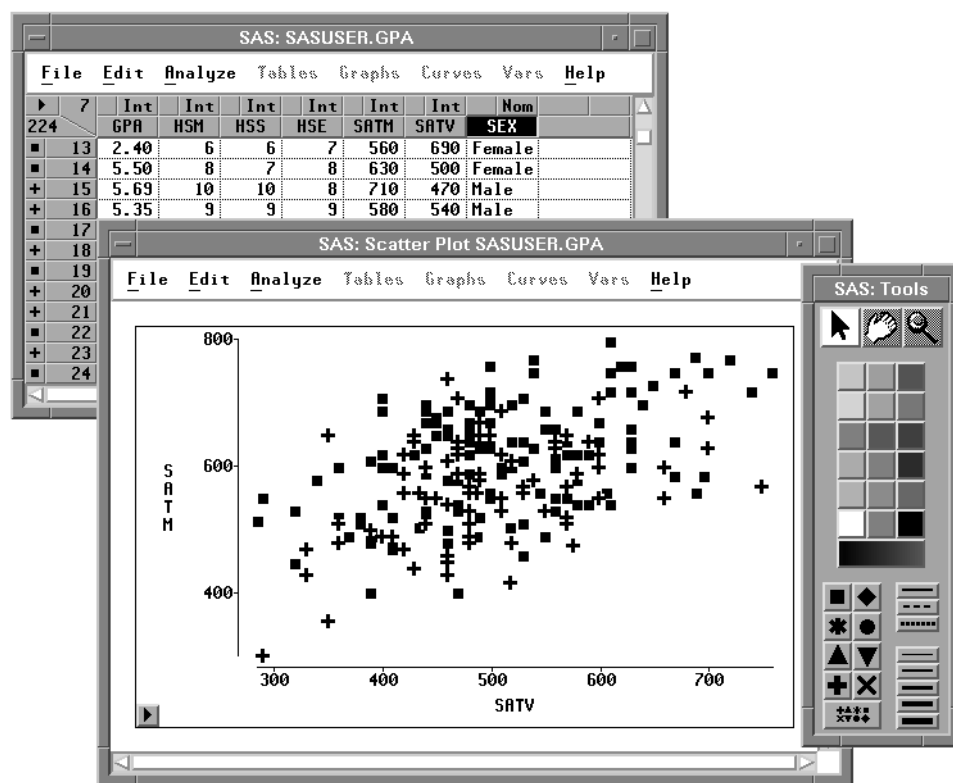 SAS: SASUSER.GPA
File Edit Analyze Tables Graphs Curves Vars Help
7 Int Int Int Int Int Int Nom
224 GPA HSM HSS HSE SATM SATV SEX
13 2.40 6 6 7 560 690 Female
14 5.50 8 7 8 630 500 Female
15 5.69 10 10 8 710 470 Male
16 5.35 9 9 9 580 540 Male
17
18
19
20
21
22
23
24
SAS: Scatter Plot SASUSER.GPA
File Edit Analyze Tables Graphs Curves Vars Help
800
600
400
SATM
300 400 500 600 700
SATV
SAS: Tools